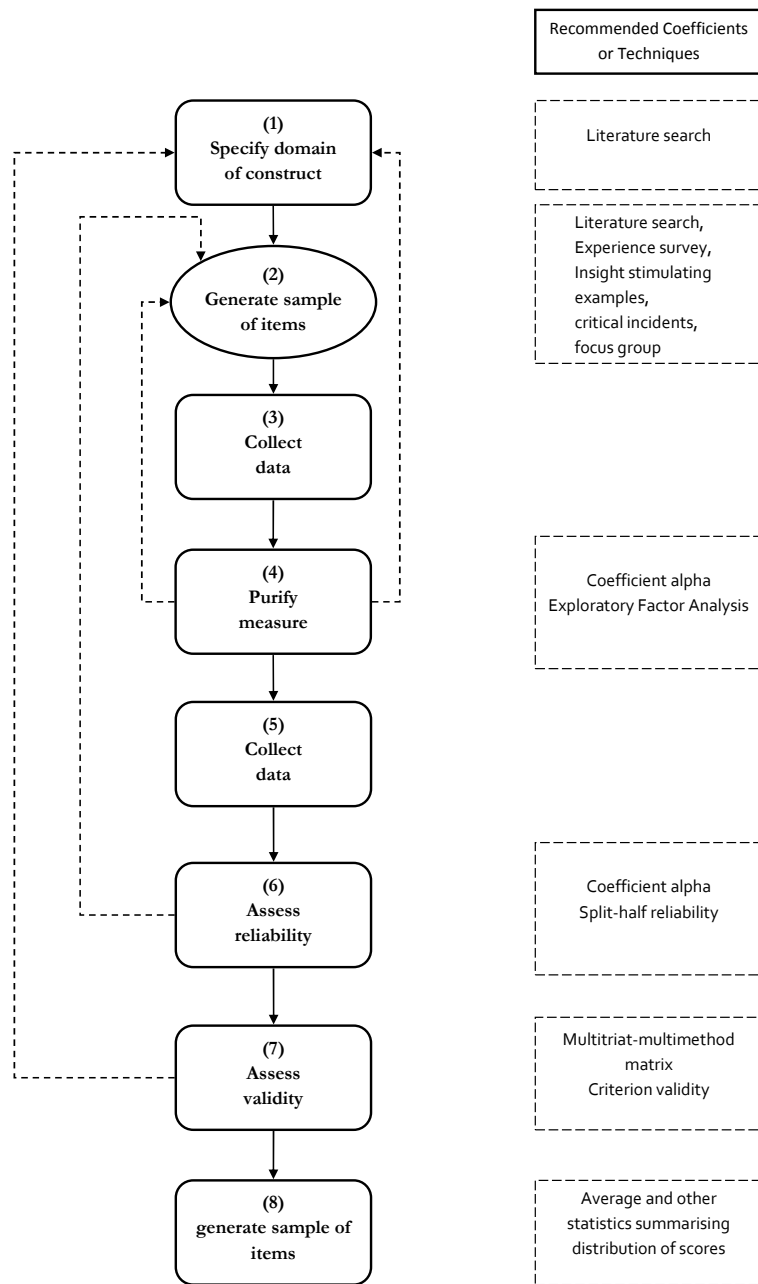 Recommended Coefficients
or Techniques
(1)
Specify domain
of construct
Literature search
(2)
Generate sample
of items
Literature search,
Experience survey,
Insight stimulating
examples,
critical incidents,
focus group
(3)
Collect
data
(4)
Purify
measure
Coefficient alpha
Exploratory Factor Analysis
(5)
Collect
data
(6)
Assess
reliability
Coefficient alpha
Split-half reliability
(7)
Assess
validity
Multitriat-multimethod
matrix
Criterion validity
(8)
generate sample of
items
Average and other
statistics summarising
distribution of scores